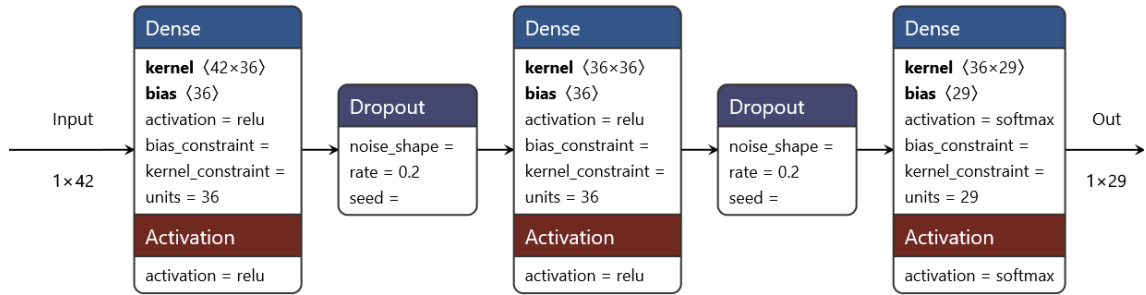 Input
1×42
Dense
kernel〈42×36〉
bias〈36〉
activation = relu
bias_constraint =
kernel_constraint =
units = 36
Activation
activation = relu
Dropout
noise_shape =
rate = 0.2
seed =
Dense
kernel〈36×36〉
bias〈36〉
activation = relu
bias_constraint =
kernel_constraint =
units = 36
Activation
activation = relu
Dropout
noise_shape =
rate = 0.2
seed =
Dense
kernel〈36×29〉
bias〈29〉
activation = softmax
bias_constraint =
kernel_constraint =
units = 29
Activation
activation = softmax
Out
1×29